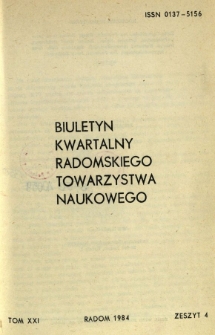 ISSN 0137-5156
BIULETYN
KWARTALNY
RADOMSKIEGO
TOWARZYSTWA
NAUKOWEGO
TOM XXI
RADOM 1984
ZESZYT 4